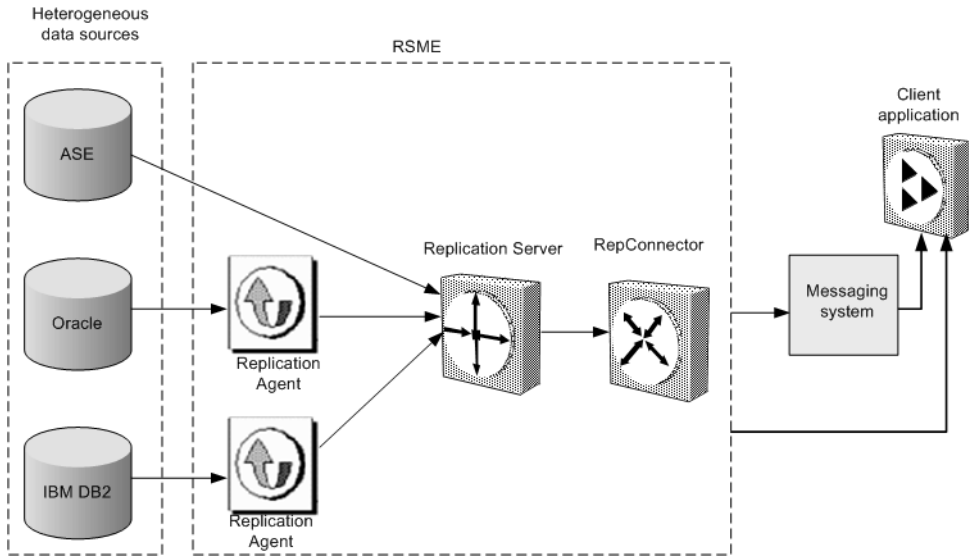 Heterogeneous
data sources
RSME
Client
application
ASE
Replication Server
RepConnector
Messaging
system
Oracle
Replication
Agent
IBM DB2
Replication
Agent